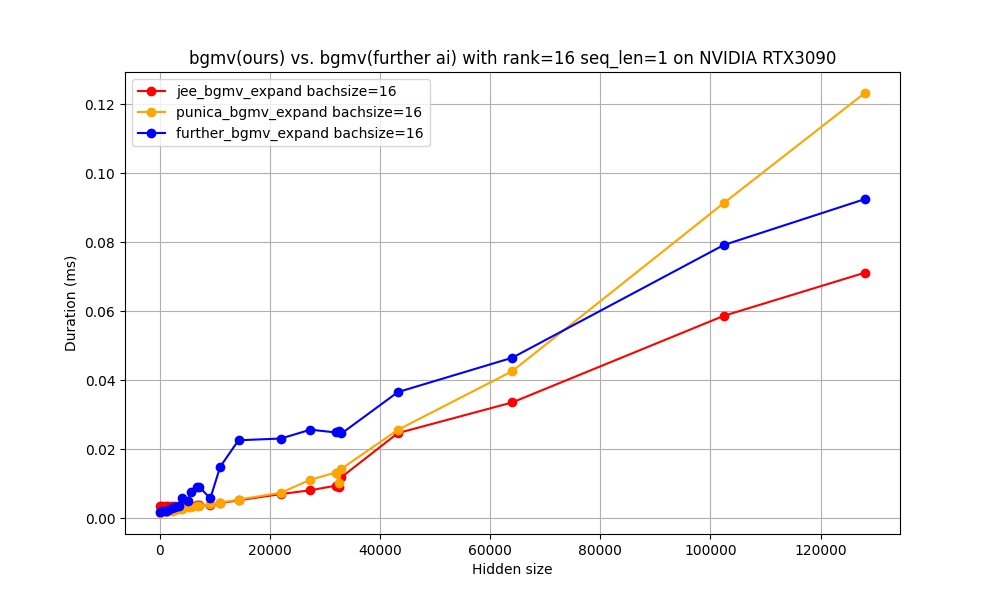 bgmv(ours) vs. bgmv(further ai) with rank=16 seq_len=1 on NVIDIA RTX3090
jee_bgmv_expand bachsize=16
punica_bgmv_expand bachsize=16
further_bgmv_expand bachsize=16
0.12
0.10
0.08
0.06
0.04
0.02
0.00
Duration (ms)
0 20000 40000 60000 80000 100000 120000
Hidden size